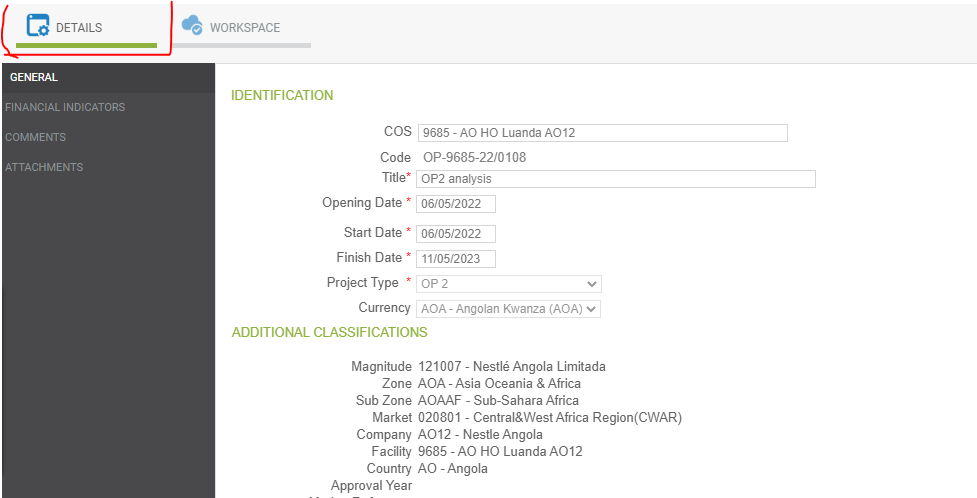 DETAILS
WORKSPACE
GENERAL
FINANCIAL INDICATORS
COMMENTS
ATTACHMENTS
IDENTIFICATION
COS 9685 - AO HO Luanda AO12
Code OP-9685-22/0108
Title* OP2 analysis
Opening Date * 06/05/2022
Start Date * 06/05/2022
Finish Date * 11/05/2023
Project Type * OP 2
Currency AOA - Angolan Kwanza (AOA)
ADDITIONAL CLASSIFICATIONS
Magnitude 121007 - Nestlé Angola Limitada
Zone AOA - Asia Oceania & Africa
Sub Zone AOAAF - Sub-Sahara Africa
Market 020801 - Central&West Africa Region(CWAR)
Company AO12 - Nestle Angola
Facility 9685 - AO HO Luanda AO12
Country AO - Angola
Approval Year